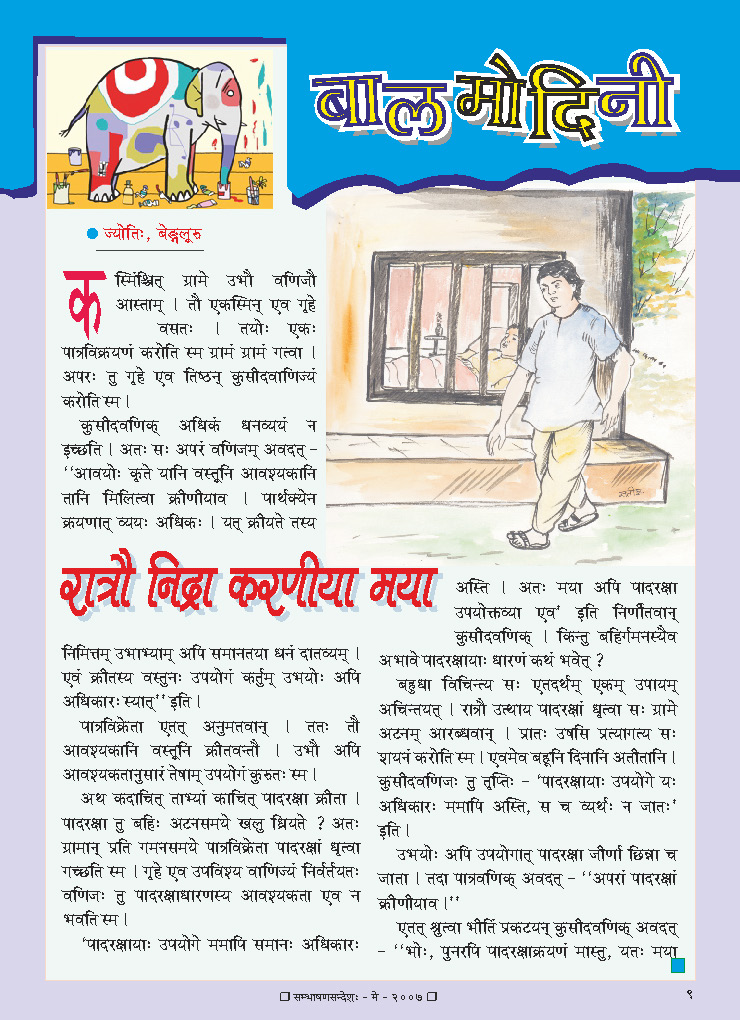 बालमोदिनी
ज्योतिः, बेङ्गलूरु
कस्मिंश्चित् ग्रामे उभौ वणिजौ
आस्ताम् । तौ एकस्मिन् एव गृहे
वसतः । तयोः एकः
पात्रविक्रयणं करोति स्म ग्रामं ग्रामं गत्वा ।
अपरः तु गृहे एव तिष्ठन् कुसीदवाणिज्यं
करोति स्म ।
कुसीदवणिक् अधिकं धनव्ययं न
इच्छति । अतः सः अपरं वणिजम् अवदत् -
‘‘आवयोः कृते यानि वस्तूनि आवश्यकानि
तानि मिलित्वा क्रीणीयाव । पार्थक्येन
क्रयणात् व्ययः अधिकः । यत् क्रीयते तस्य
रात्रौ निद्रा करणीया मया
निमित्तम् उभाभ्याम् अपि समानतया धनं दातव्यम् ।
एवं क्रीतस्य वस्तुनः उपयोगं कर्तुम् उभयोः अपि
अधिकारः स्यात्’’ इति ।
पात्रविक्रेता एतत् अनुमतवान् । ततः तौ
आवश्यकानि वस्तूनि क्रीतवन्तौ । उभौ अपि
आवश्यकतानुसारं तेषाम् उपयोगं कुरुतः स्म ।
अथ कदाचित् ताभ्यां काचित् पादरक्षा क्रीता ।
पादरक्षा तु बहिः अटनसमये खलु ध्रियते ? अतः
ग्रामान् प्रति गमनसमये पात्रविक्रेता पादरक्षां धृत्वा
गच्छति स्म । गृहे एव उपविश्य वाणिज्यं निर्वर्तयतः
वणिजः तु पादरक्षाधारणस्य आवश्यकता एव न
भवति स्म ।
‘पादरक्षायाः उपयोगे ममापि समानः अधिकारः
अस्ति । अतः मया अपि पादरक्षा
उपयोक्तव्या एव’ इति निर्णीतवान्
कुसीदवणिक् । किन्तु बहिर्गमनस्यैव
अभावे पादरक्षायाः धारणं कथं भवेत् ?
बहुधा विचिन्त्य सः एतदर्थम् एकम् उपायम्
अचिन्तयत् । रात्रौ उत्थाय पादरक्षां धृत्वा सः ग्रामे
अटनम् आरब्धवान् । प्रातः उषसि प्रत्यागत्य सः
शयनं करोति स्म । एवमेव बहूनि दिनानि अतीतानि ।
कुसीदवणिजः तु तृप्तिः - ‘पादरक्षायाः उपयोगे यः
अधिकारः ममापि अस्ति, स च व्यर्थः न जातः’
इति ।
उभयोः अपि उपयोगात् पादरक्षा जीर्णा छिन्ना च
जाता । तदा पात्रवणिक् अवदत् - ‘‘अपरां पादरक्षां
क्रीणीयाव ।’’
एतत् श्रुत्वा भीतिं प्रकटयन् कुसीदवणिक् अवदत्
- ‘‘भोः, पुनरपि पादरक्षाक्रयणं मास्तु, यतः मया
❐ सम्भाषणसन्देशः - मे - २००७ ❐
९